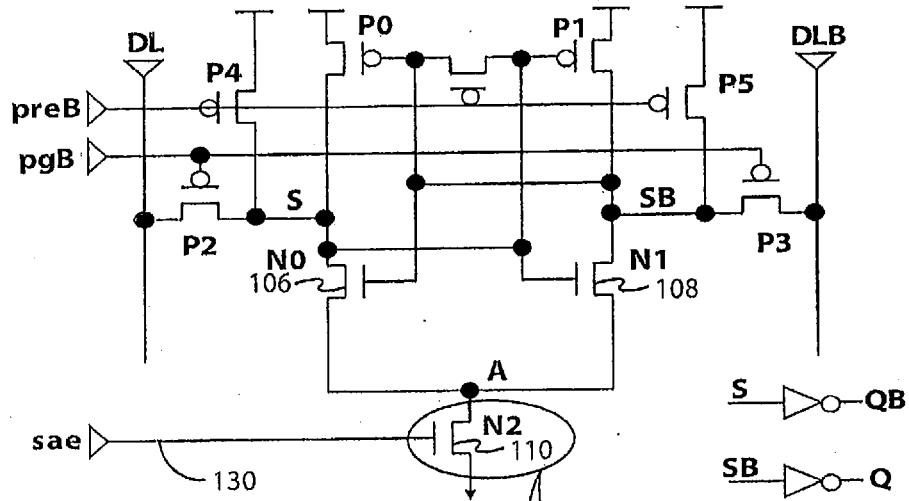 DL
P0
P1
DLB
P4
P5
preB
pgB
S
SB
P2
P3
N0
106
N1
108
A
S
QB
sae
N2
110
130
SB
Q